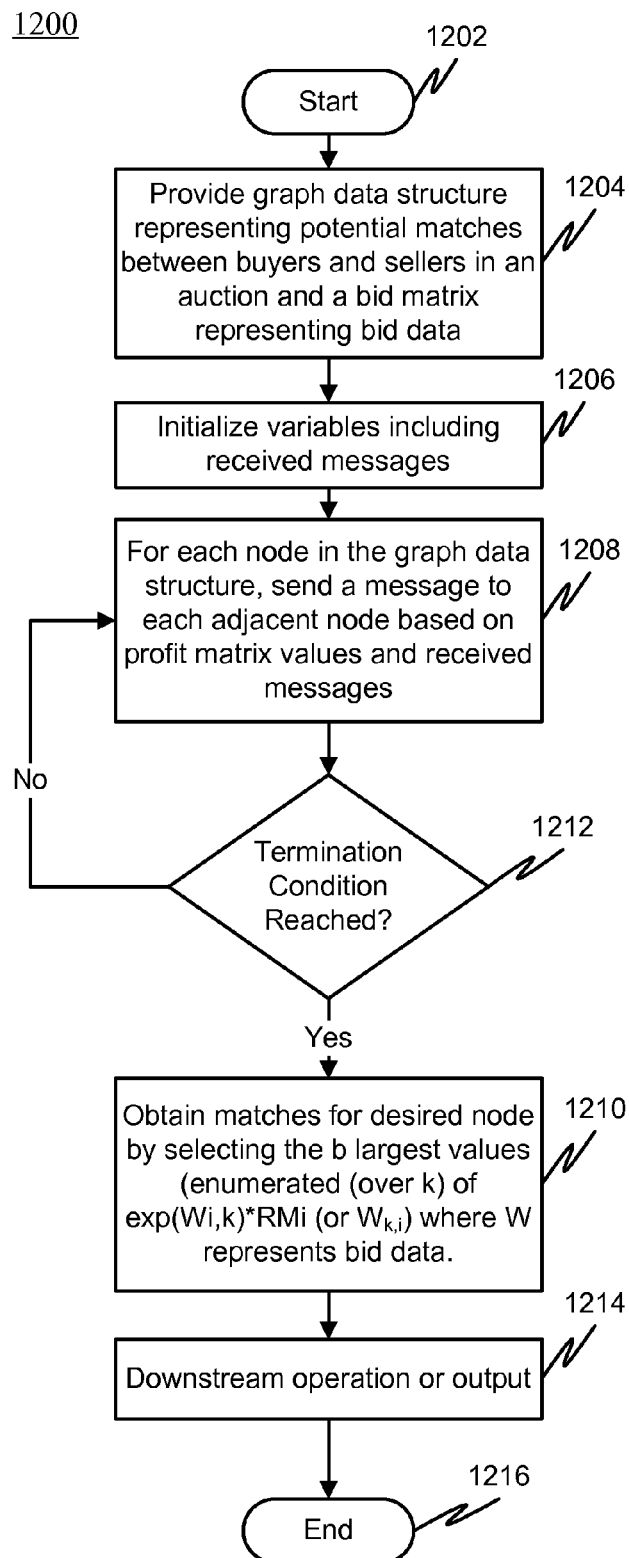 1200
1202
Start
1204
Provide graph data structure
representing potential matches
between buyers and sellers in an
auction and a bid matrix
representing bid data
1206
Initialize variables including
received messages
1208
For each node in the graph data
structure, send a message to
each adjacent node based on
profit matrix values and received
messages
No
1212
Termination
Condition
Reached?
Yes
1210
Obtain matches for desired node
by selecting the b largest values
(enumerated (over k) of
exp(Wi,k)*RMi (or Wk,i) where W
represents bid data.
1214
Downstream operation or output
1216
End